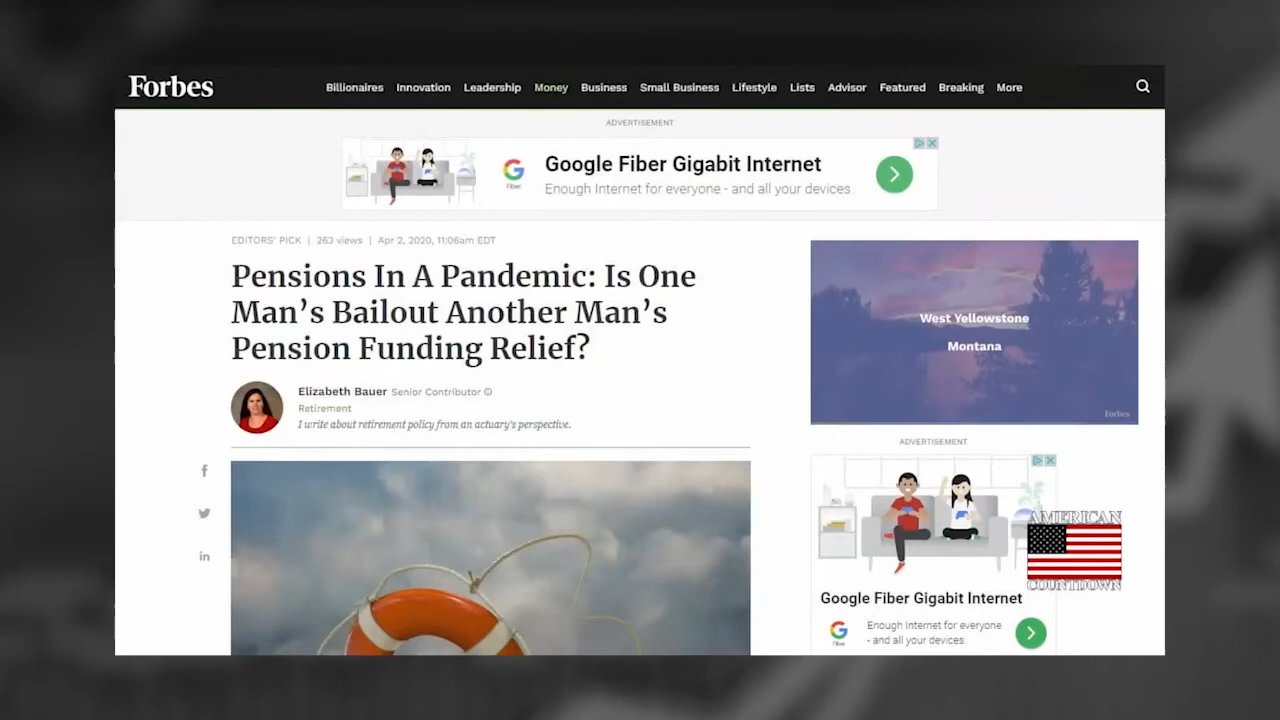 Forbes
Billionaires Innovation Leadership Money Business Small Business Lifestyle Lists Advisor Featured Breaking More
ADVERTISEMENT
Google Fiber Gigabit Internet
Enough Internet for everyone - and all your devices
Fiber
EDITORS' PICK | 263 views | Apr 2, 2020, 11:06am EDT
Pensions In A Pandemic: Is One
Man's Bailout Another Man's
Pension Funding Relief?
Elizabeth Bauer Senior Contributor
Retirement
I write about retirement policy from an actuary's perspective.
West Yellowstone
Montana
Forbes
ADVERTISEMENT
AMERICAN
COUNTDOWN
Google Fiber Gigabit Internet
Enough Internet for everyone
- and all your devices
Fiber